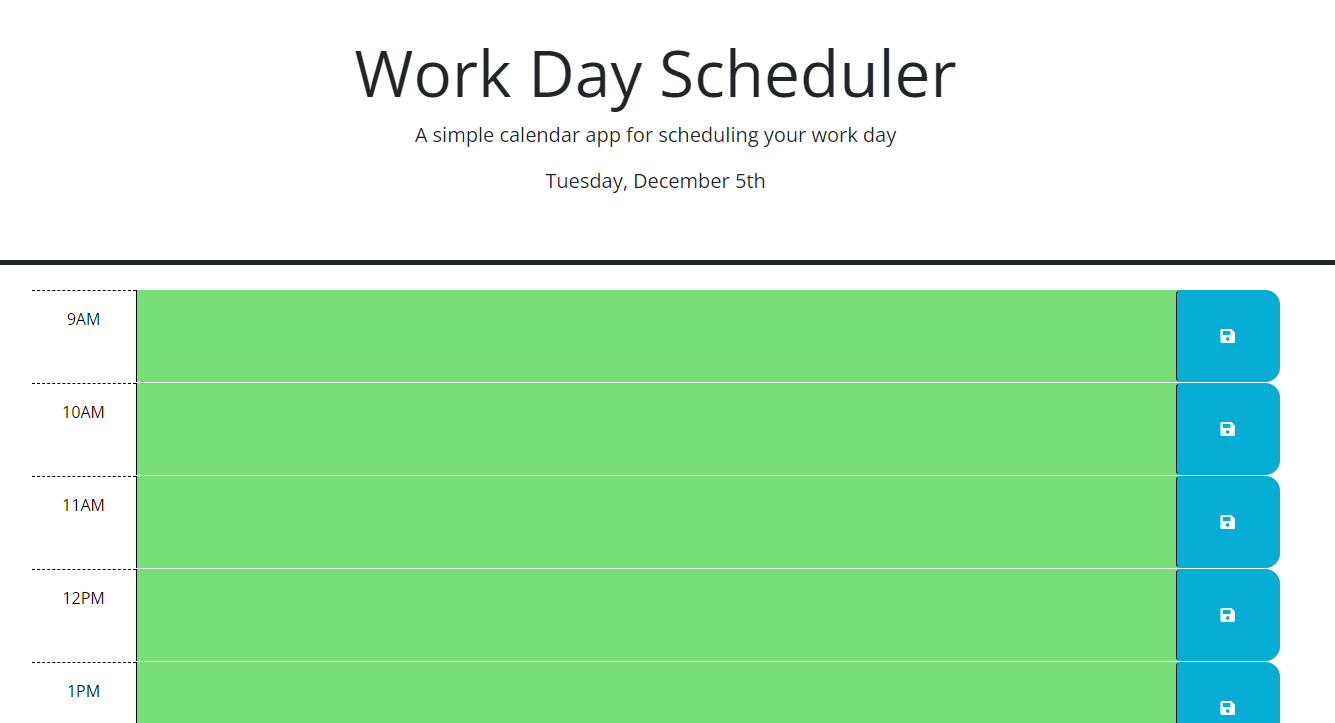 Work Day Scheduler
A simple calendar app for scheduling your work day
Tuesday, December 5th
9AM
10AM
11AM
12PM
1PM